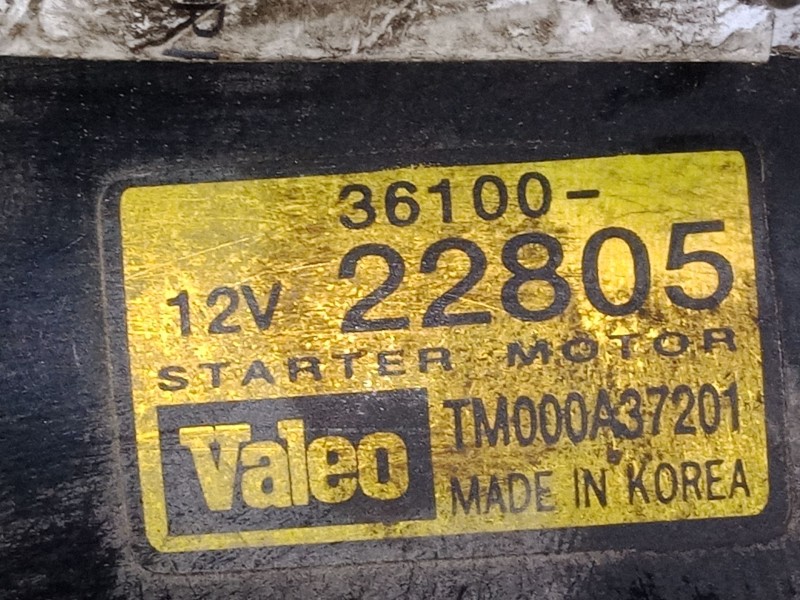 36100-
12V 22805
STARTER MOTOR
Valeo TM000A37201
MADE IN KOREA